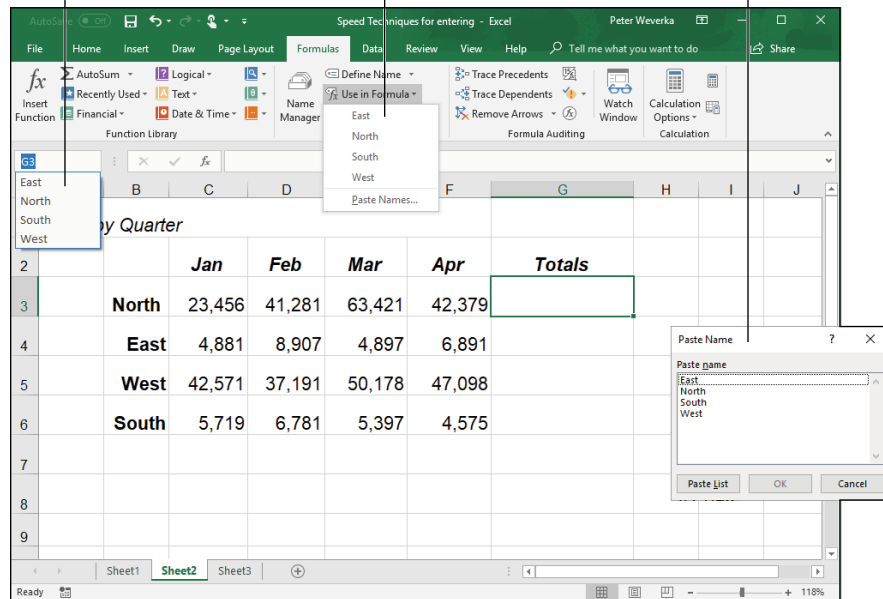 AutoSave Off Speed Techniques for entering - Excel Peter Weverka
File Home Insert Draw Page Layout Formulas Data Review View Help Tell me what you want to do Share
fx
Insert
Function
AutoSum
Recently Used
Financial
Logical
Text
Date & Time
Function Library
Name
Manager
Define Name
Use in Formula
East
North
South
West
Paste Names...
Trace Precedents
Trace Dependents
Remove Arrows
Formula Auditing
Watch
Window
Calculation
Options
Calculation
G3 fx
East
North
South
West
B C D F G H I J
by Quarter
2 Jan Feb Mar Apr Totals
3 North 23,456 41,281 63,421 42,379
4 East 4,881 8,907 4,897 6,891
5 West 42,571 37,191 50,178 47,098
6 South 5,719 6,781 5,397 4,575
7
8
9
Paste Name ? ×
Paste name
East
North
South
West
Paste List OK Cancel
Sheet1 Sheet2 Sheet3
Ready 118%